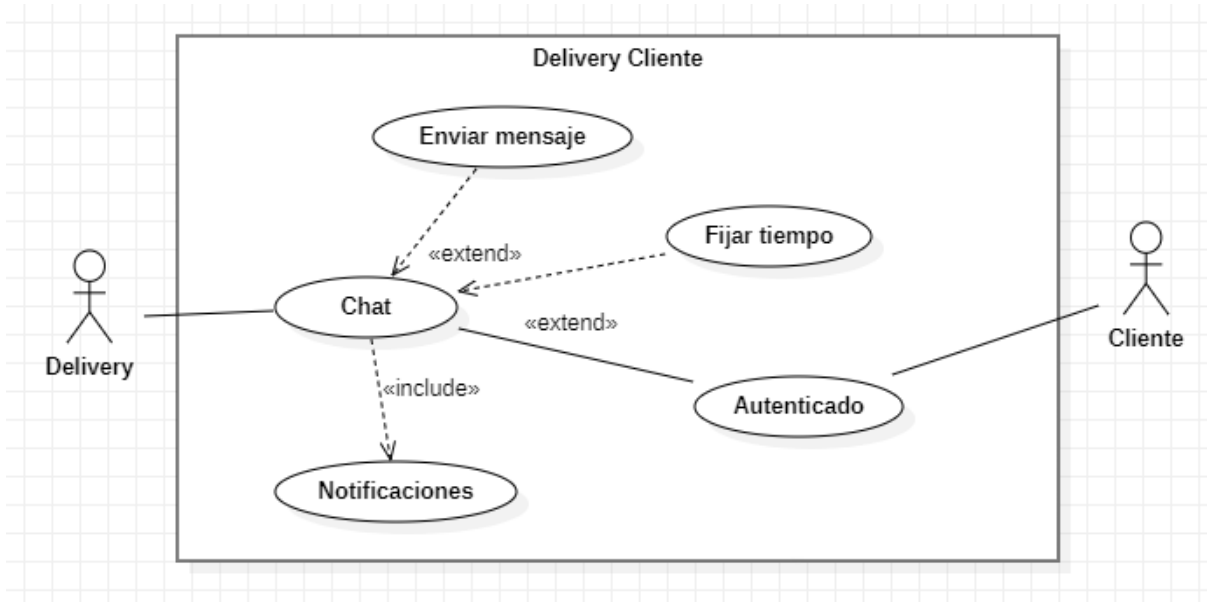 Delivery Cliente
Enviar mensaje
Fijar tiempo
«extend»
Chat
«extend»
Delivery
Cliente
«include»
Autenticado
Notificaciones